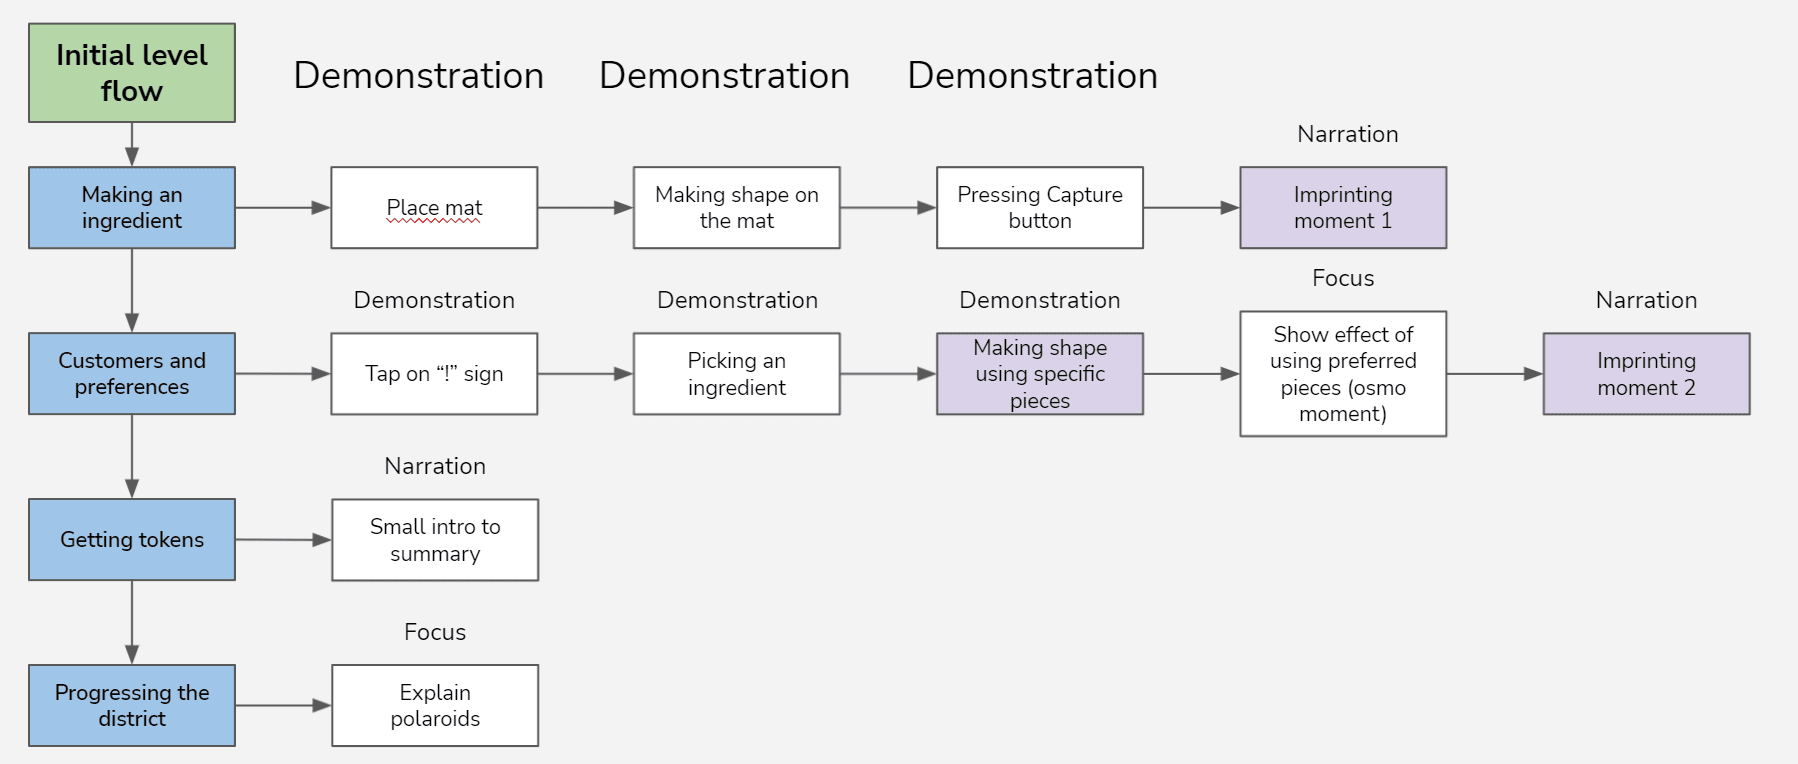 Initial level
flow
Demonstration
Demonstration
Demonstration
Narration
Making an
ingredient
Place mat
Making shape on
the mat
Pressing Capture
button
Imprinting
moment 1
Demonstration
Demonstration
Demonstration
Focus
Narration
Customers and
preferences
Tap on “!” sign
Picking an
ingredient
Making shape
using specific
pieces
Show effect of
using preferred
pieces (osmo
moment)
Imprinting
moment 2
Narration
Getting tokens
Small intro to
summary
Focus
Progressing the
district
Explain
polaroids